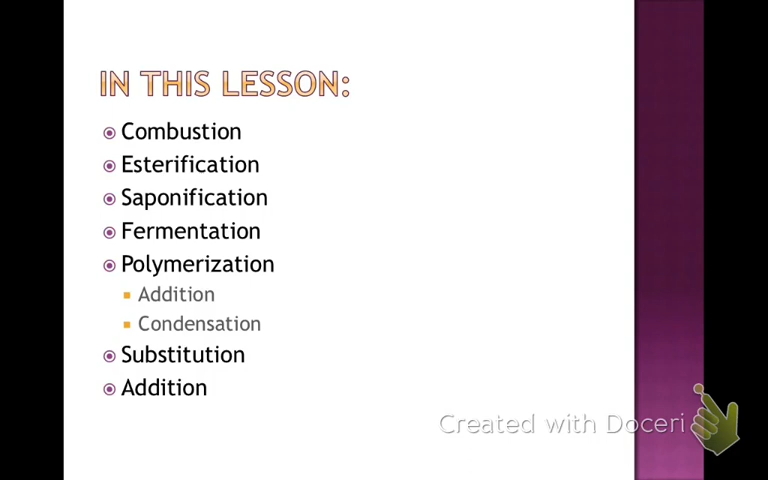 IN THIS LESSON:
Combustion
Esterification
Saponification
Fermentation
Polymerization
Addition
Condensation
Substitution
Addition
Created with Doceri